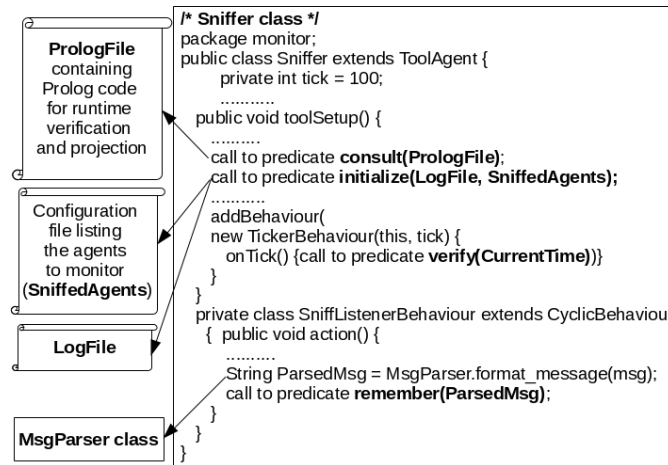 PrologFile
containing
Prolog code
for runtime
verification
and projection
Configuration
file listing
the agents
to monitor
(SniffedAgents)
LogFile
MsgParser class
/* Sniffer class */
package monitor;
public class Sniffer extends ToolAgent {
private int tick = 100;
...........
public void toolSetup() {
..........
call to predicate consult(PrologFile);
call to predicate initialize(LogFile, SniffedAgents);
..........
addBehaviour(
new TickerBehaviour(this, tick) {
onTick() {call to predicate verify(CurrentTime))}
}
}
private class SniffListenerBehaviour extends CyclicBehaviou
{ public void action() {
..........
String ParsedMsg = MsgParser.format_message(msg);
call to predicate remember(ParsedMsg);
}
}
}